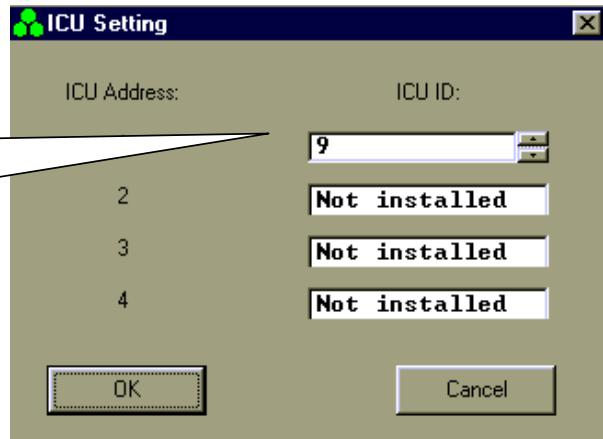 ICU Setting
ICU Address: ICU ID:
9
2 Not installed
3 Not installed
4 Not installed
OK Cancel